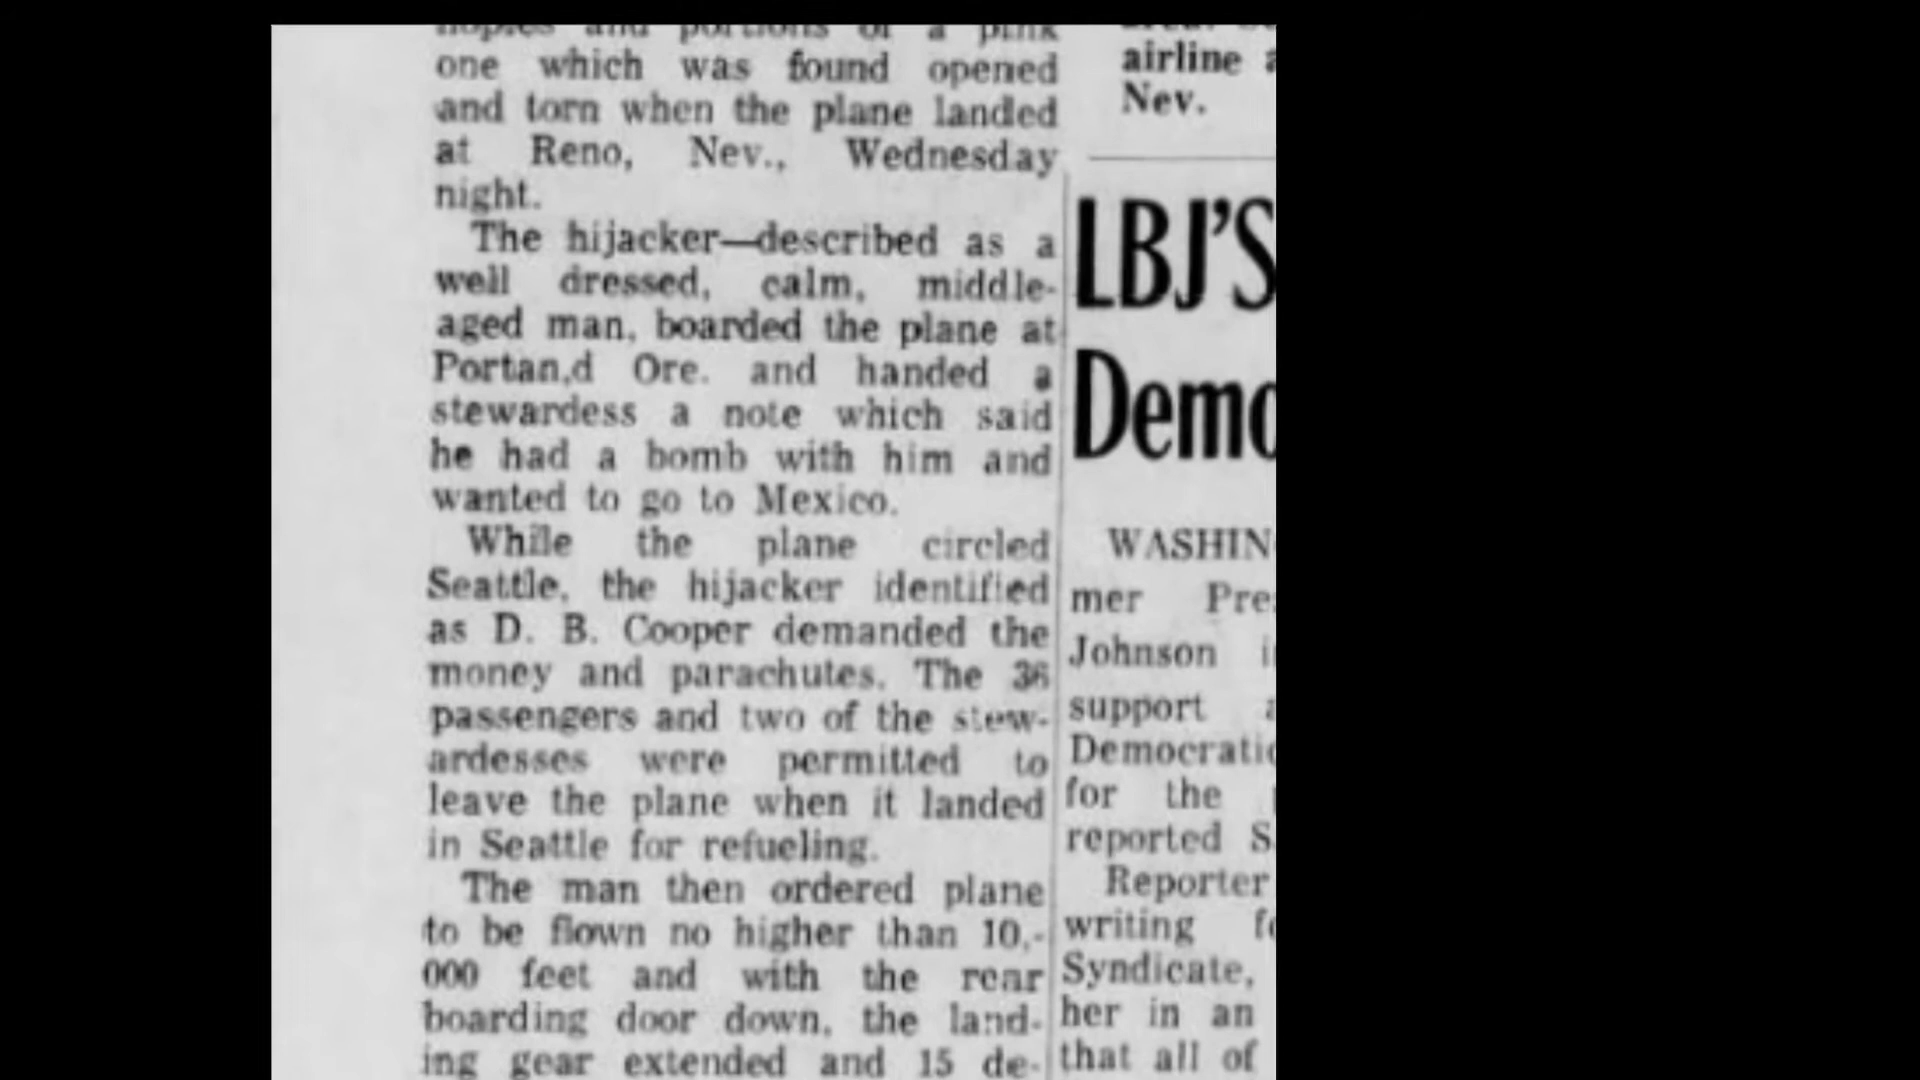 hopies and portions of a pink
one which was found opened
and torn when the plane landed
at Reno, Nev., Wednesday
night.
The hijacker—described as a
well dressed, calm, middle-
aged man, boarded the plane at
Portan,d Ore. and handed a
stewardess a note which said
he had a bomb with him and
wanted to go to Mexico.
While the plane circled
Seattle, the hijacker identified
as D. B. Cooper demanded the
money and parachutes. The 36
passengers and two of the stew-
ardesses were permitted to
leave the plane when it landed
in Seattle for refueling.
The man then ordered plane
to be flown no higher than 10,-
000 feet and with the rear
boarding door down, the land-
ing gear extended and 15 de-
airline
Nev.
LBJ'S
Demo
WASHIN
mer Pre
Johnson
support
Democratic
for the
reported S
Reporter
writing
Syndicate,
her in an
that all of